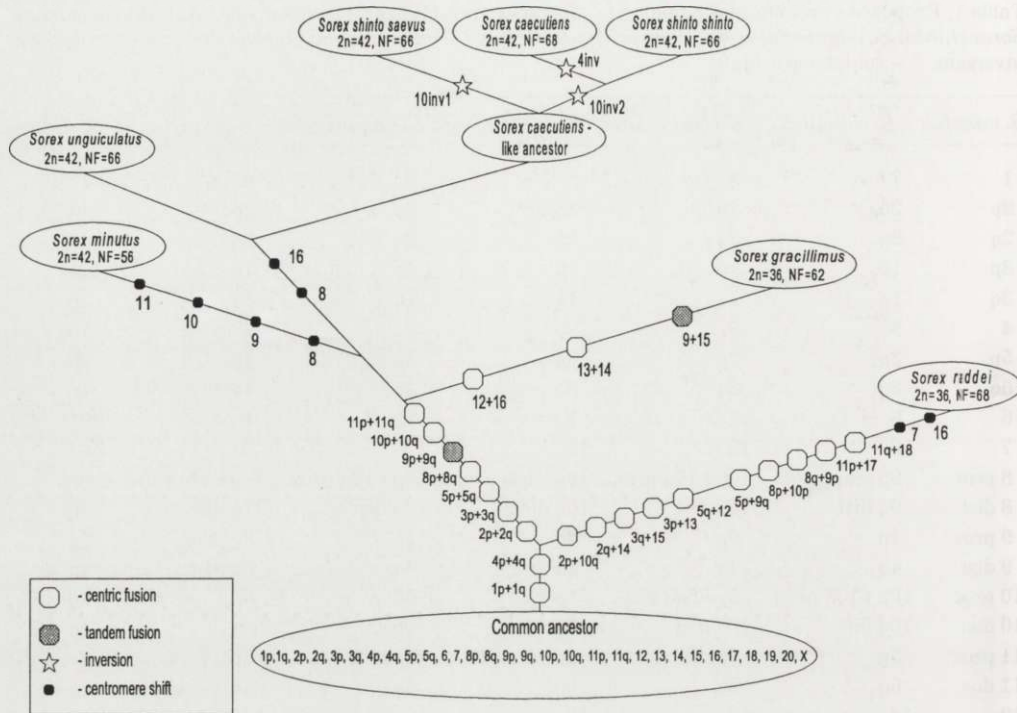 Sorex shinto saevus
2n=42, NF=66
Sorex caecutiens
2n=42, NF=68
Sorex shinto shinto
2n=42, NF=66
4inv
10inv1
10inv2
Sorex caecutiens -
like ancestor
Sorex unguiculatus
2n=42, NF=66
Sorex minutus
2n=42, NF=56
16
8
11
10
9
8
Sorex gracillimus
2n=36, NF=62
9+15
13+14
12+16
Sorex raddei
2n=36, NF=68
16
7
11q+18
11p+17
8q+9p
8p+10p
5p+9q
5q+12
3p+13
3q+15
2q+14
2p+10q
11p+11q
10p+10q
9p+9q
8p+8q
5p+5q
3p+3q
2p+2q
4p+4q
1p+1q
Common ancestor
1p, 1q, 2p, 2q, 3p, 3q, 4p, 4q, 5p, 5q, 6, 7, 8p, 8q, 9p, 9q, 10p, 10q, 11p, 11q, 12, 13, 14, 15, 16, 17, 18, 19, 20, X
- centric fusion
- tandem fusion
- inversion
- centromere shift